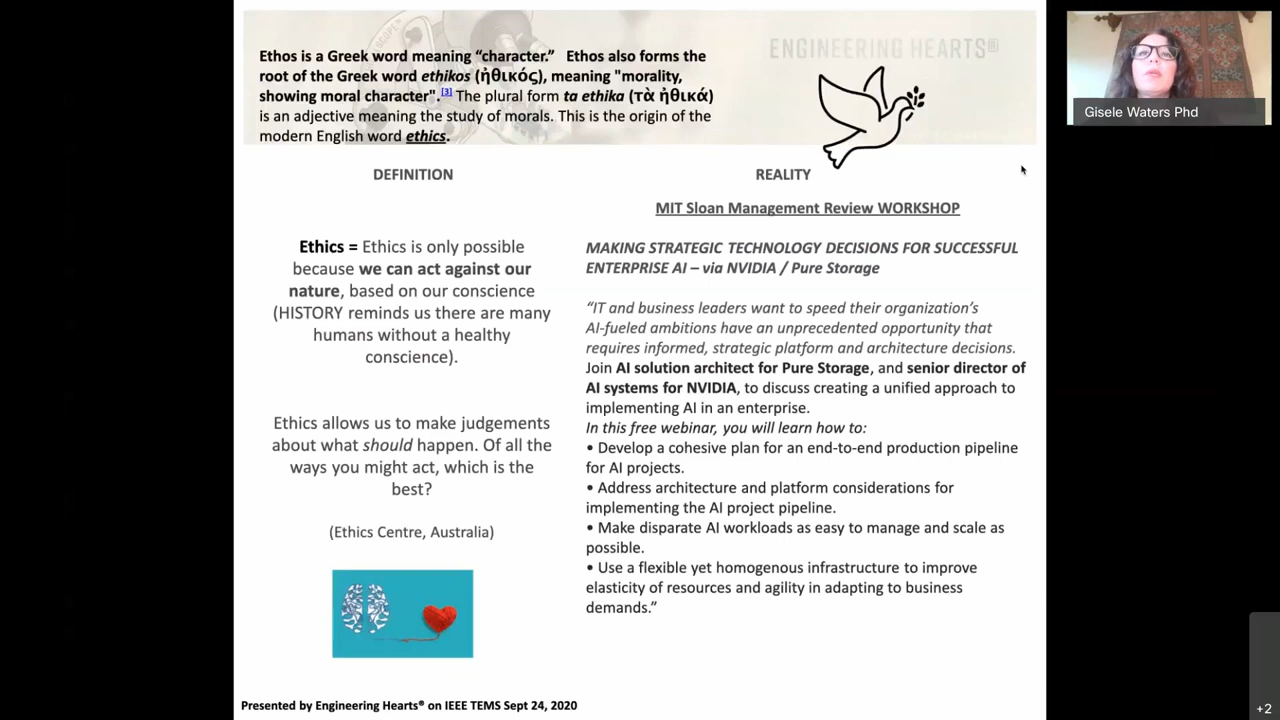 Ethos is a Greek word meaning “character.” Ethos also forms the
root of the Greek word ethikos (ἠθικός), meaning "morality,
showing moral character".[3] The plural form ta ethika (τὰ ἠθικά)
is an adjective meaning the study of morals. This is the origin of the
modern English word ethics.
ENGINEERING HEARTS®
Gisele Waters Phd
DEFINITION
Ethics = Ethics is only possible
because we can act against our
nature, based on our conscience
(HISTORY reminds us there are many
humans without a healthy
conscience).
Ethics allows us to make judgements
about what should happen. Of all the
ways you might act, which is the
best?
(Ethics Centre, Australia)
REALITY
MIT Sloan Management Review WORKSHOP
MAKING STRATEGIC TECHNOLOGY DECISIONS FOR SUCCESSFUL
ENTERPRISE AI – via NVIDIA / Pure Storage
“IT and business leaders want to speed their organization’s
AI-fueled ambitions have an unprecedented opportunity that
requires informed, strategic platform and architecture decisions.
Join AI solution architect for Pure Storage, and senior director of
AI systems for NVIDIA, to discuss creating a unified approach to
implementing AI in an enterprise.
In this free webinar, you will learn how to:
• Develop a cohesive plan for an end-to-end production pipeline
for AI projects.
• Address architecture and platform considerations for
implementing the AI project pipeline.
• Make disparate AI workloads as easy to manage and scale as
possible.
• Use a flexible yet homogenous infrastructure to improve
elasticity of resources and agility in adapting to business
demands.”
Presented by Engineering Hearts® on IEEE TEMS Sept 24, 2020
+2